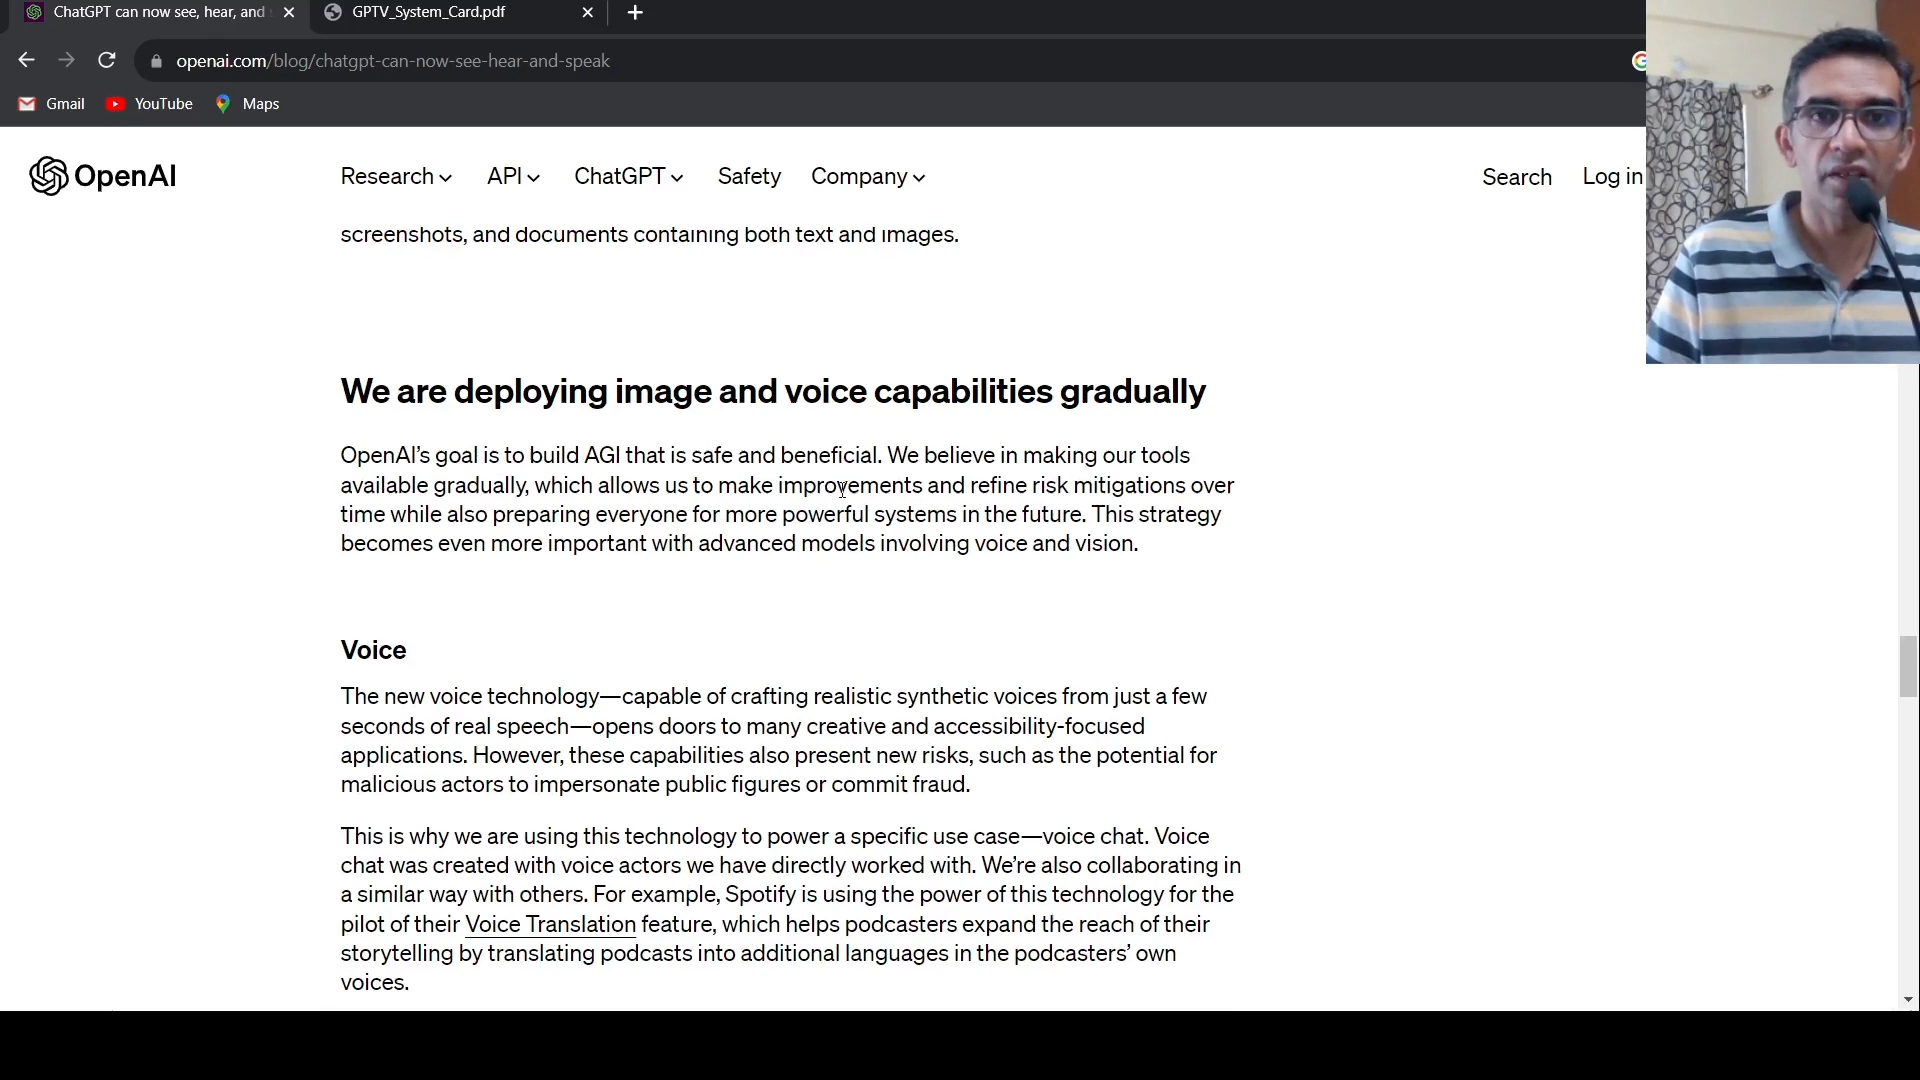 ChatGPT can now see, hear, and
GPTV_System_Card.pdf
openai.com/blog/chatgpt-can-now-see-hear-and-speak
Gmail YouTube Maps
OpenAI
Research API ChatGPT Safety Company Search Log in
screenshots, and documents containing both text and images.
We are deploying image and voice capabilities gradually
OpenAI’s goal is to build AGI that is safe and beneficial. We believe in making our tools
available gradually, which allows us to make improvements and refine risk mitigations over
time while also preparing everyone for more powerful systems in the future. This strategy
becomes even more important with advanced models involving voice and vision.
Voice
The new voice technology—capable of crafting realistic synthetic voices from just a few
seconds of real speech—opens doors to many creative and accessibility-focused
applications. However, these capabilities also present new risks, such as the potential for
malicious actors to impersonate public figures or commit fraud.
This is why we are using this technology to power a specific use case—voice chat. Voice
chat was created with voice actors we have directly worked with. We’re also collaborating in
a similar way with others. For example, Spotify is using the power of this technology for the
pilot of their Voice Translation feature, which helps podcasters expand the reach of their
storytelling by translating podcasts into additional languages in the podcasters’ own
voices.